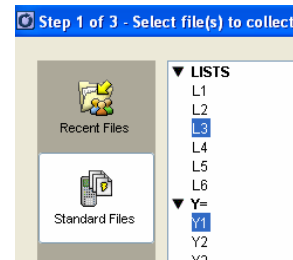 Step 1 of 3 - Select file(s) to collect
Recent Files
Standard Files
▼ LISTS
L1
L2
L3
L4
L5
L6
▼ Y=
Y1
Y2